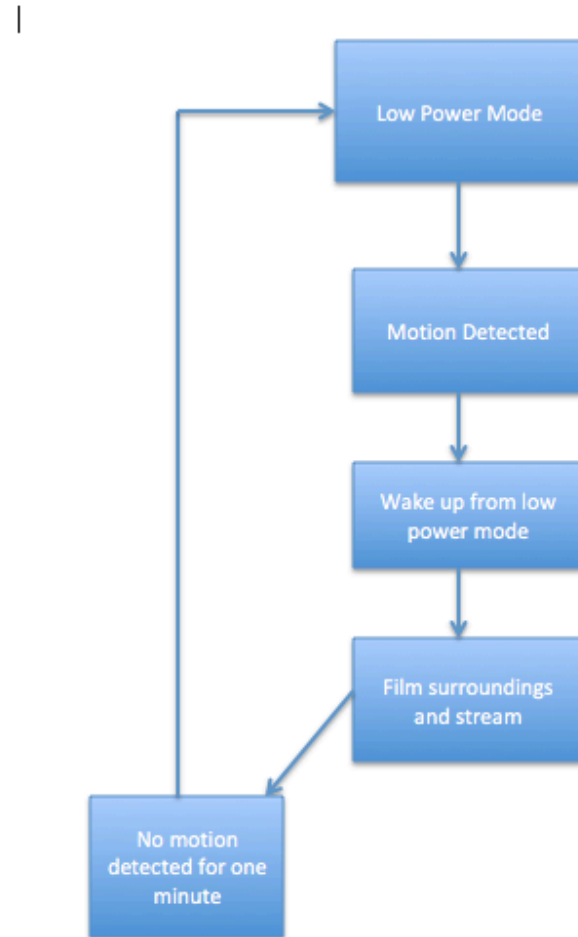 Low Power Mode
Motion Detected
Wake up from low
power mode
Film surroundings
and stream
No motion
detected for one
minute